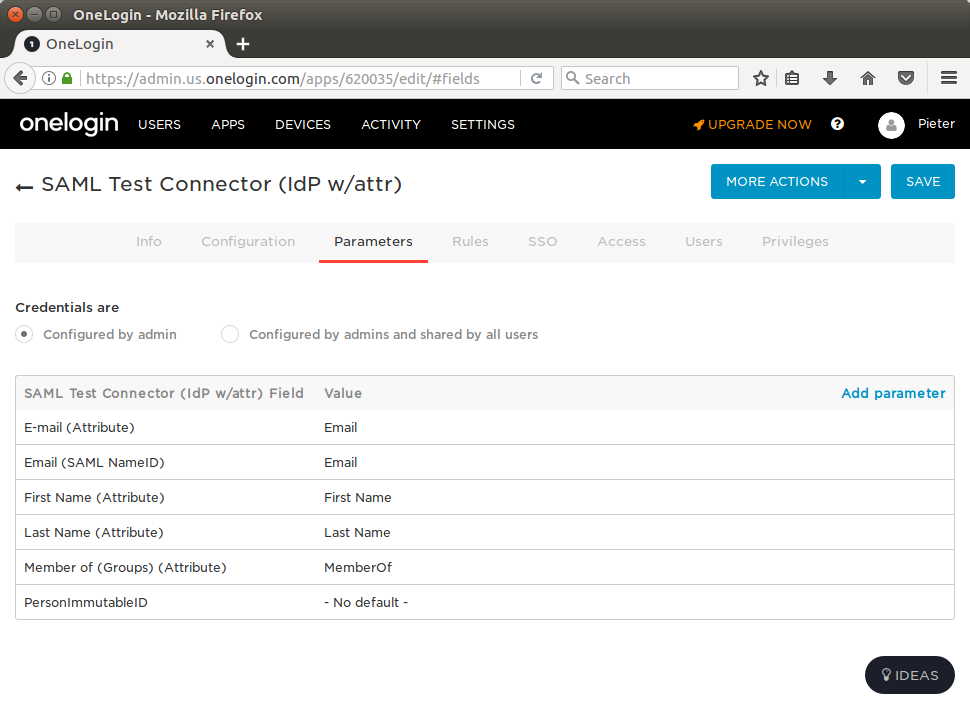 OneLogin - Mozilla Firefox
OneLogin
https://admin.us.onelogin.com/apps/620035/edit/#fields
Search
onelogin USERS APPS DEVICES ACTIVITY SETTINGS UPGRADE NOW ? Pieter
SAML Test Connector (IdP w/attr) MORE ACTIONS SAVE
Info Configuration Parameters Rules SSO Access Users Privileges
Credentials are
Configured by admin Configured by admins and shared by all users
SAML Test Connector (IdP w/attr) Field Value Add parameter
E-mail (Attribute) Email
Email (SAML NameID) Email
First Name (Attribute) First Name
Last Name (Attribute) Last Name
Member of (Groups) (Attribute) MemberOf
PersonImmutableID - No default -
IDEAS